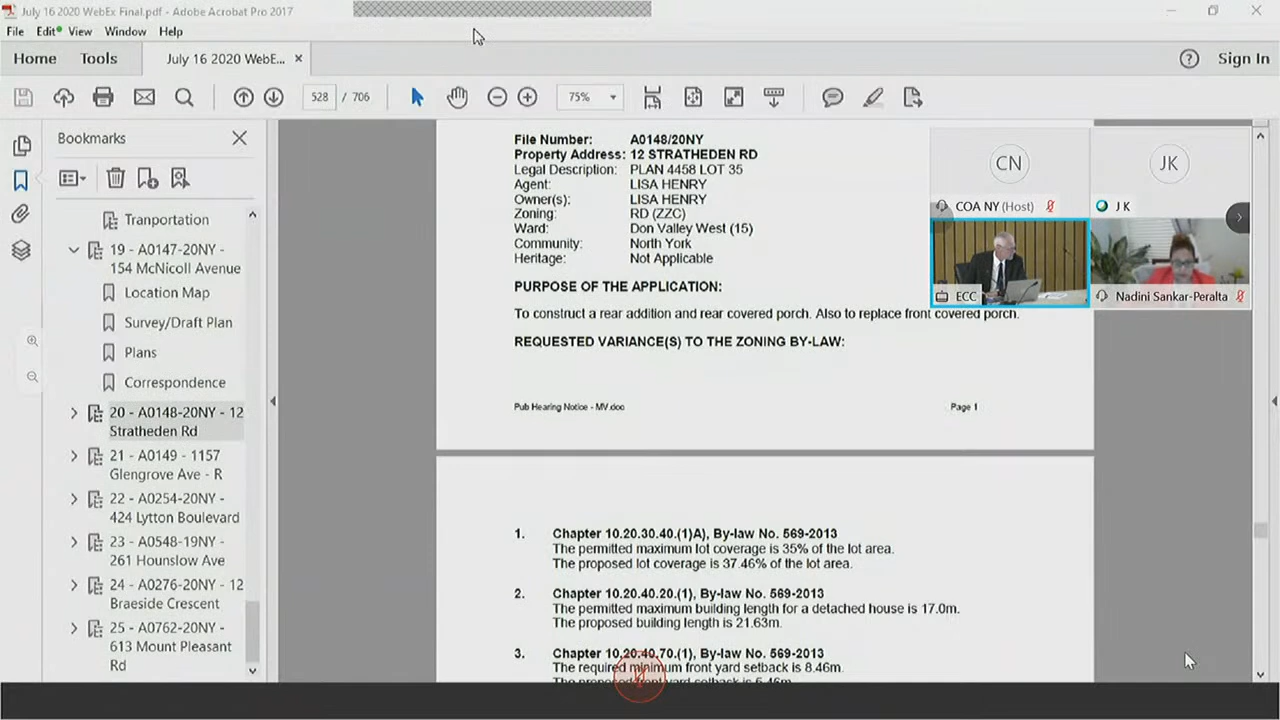 July 16 2020 WebEx Final.pdf - Adobe Acrobat Pro 2017
File Edit View Window Help
Home Tools July 16 2020 WebE... × Sign In
528 / 706 75%
Bookmarks
Tranportation
19 - A0147-20NY -
154 McNicoll Avenue
Location Map
Survey/Draft Plan
Plans
Correspondence
20 - A0148-20NY - 12
Stratheden Rd
21 - A0149 - 1157
Glengrove Ave - R
22 - A0254-20NY -
424 Lytton Boulevard
23 - A0548-19NY -
261 Hounslow Ave
24 - A0276-20NY - 12
Braeside Crescent
25 - A0762-20NY -
613 Mount Pleasant
Rd
File Number: A0148/20NY
Property Address: 12 STRATHEDEN RD
Legal Description: PLAN 4458 LOT 35
Agent: LISA HENRY
Owner(s): LISA HENRY
Zoning: RD (ZZC)
Ward: Don Valley West (15)
Community: North York
Heritage: Not Applicable
PURPOSE OF THE APPLICATION:
To construct a rear addition and rear covered porch. Also to replace front covered porch.
REQUESTED VARIANCE(S) TO THE ZONING BY-LAW:
Pub Hearing Notice - MV.doc Page 1
1. Chapter 10.20.30.40.(1)A), By-law No. 569-2013
The permitted maximum lot coverage is 35% of the lot area.
The proposed lot coverage is 37.46% of the lot area.
2. Chapter 10.20.40.20.(1), By-law No. 569-2013
The permitted maximum building length for a detached house is 17.0m.
The proposed building length is 21.63m.
3. Chapter 10.20.40.70.(1), By-law No. 569-2013
The required minimum front yard setback is 8.46m.
The proposed front yard setback is 6.46m.
CN
JK
COA NY (Host)
J K
ECC
Nadini Sankar-Peralta